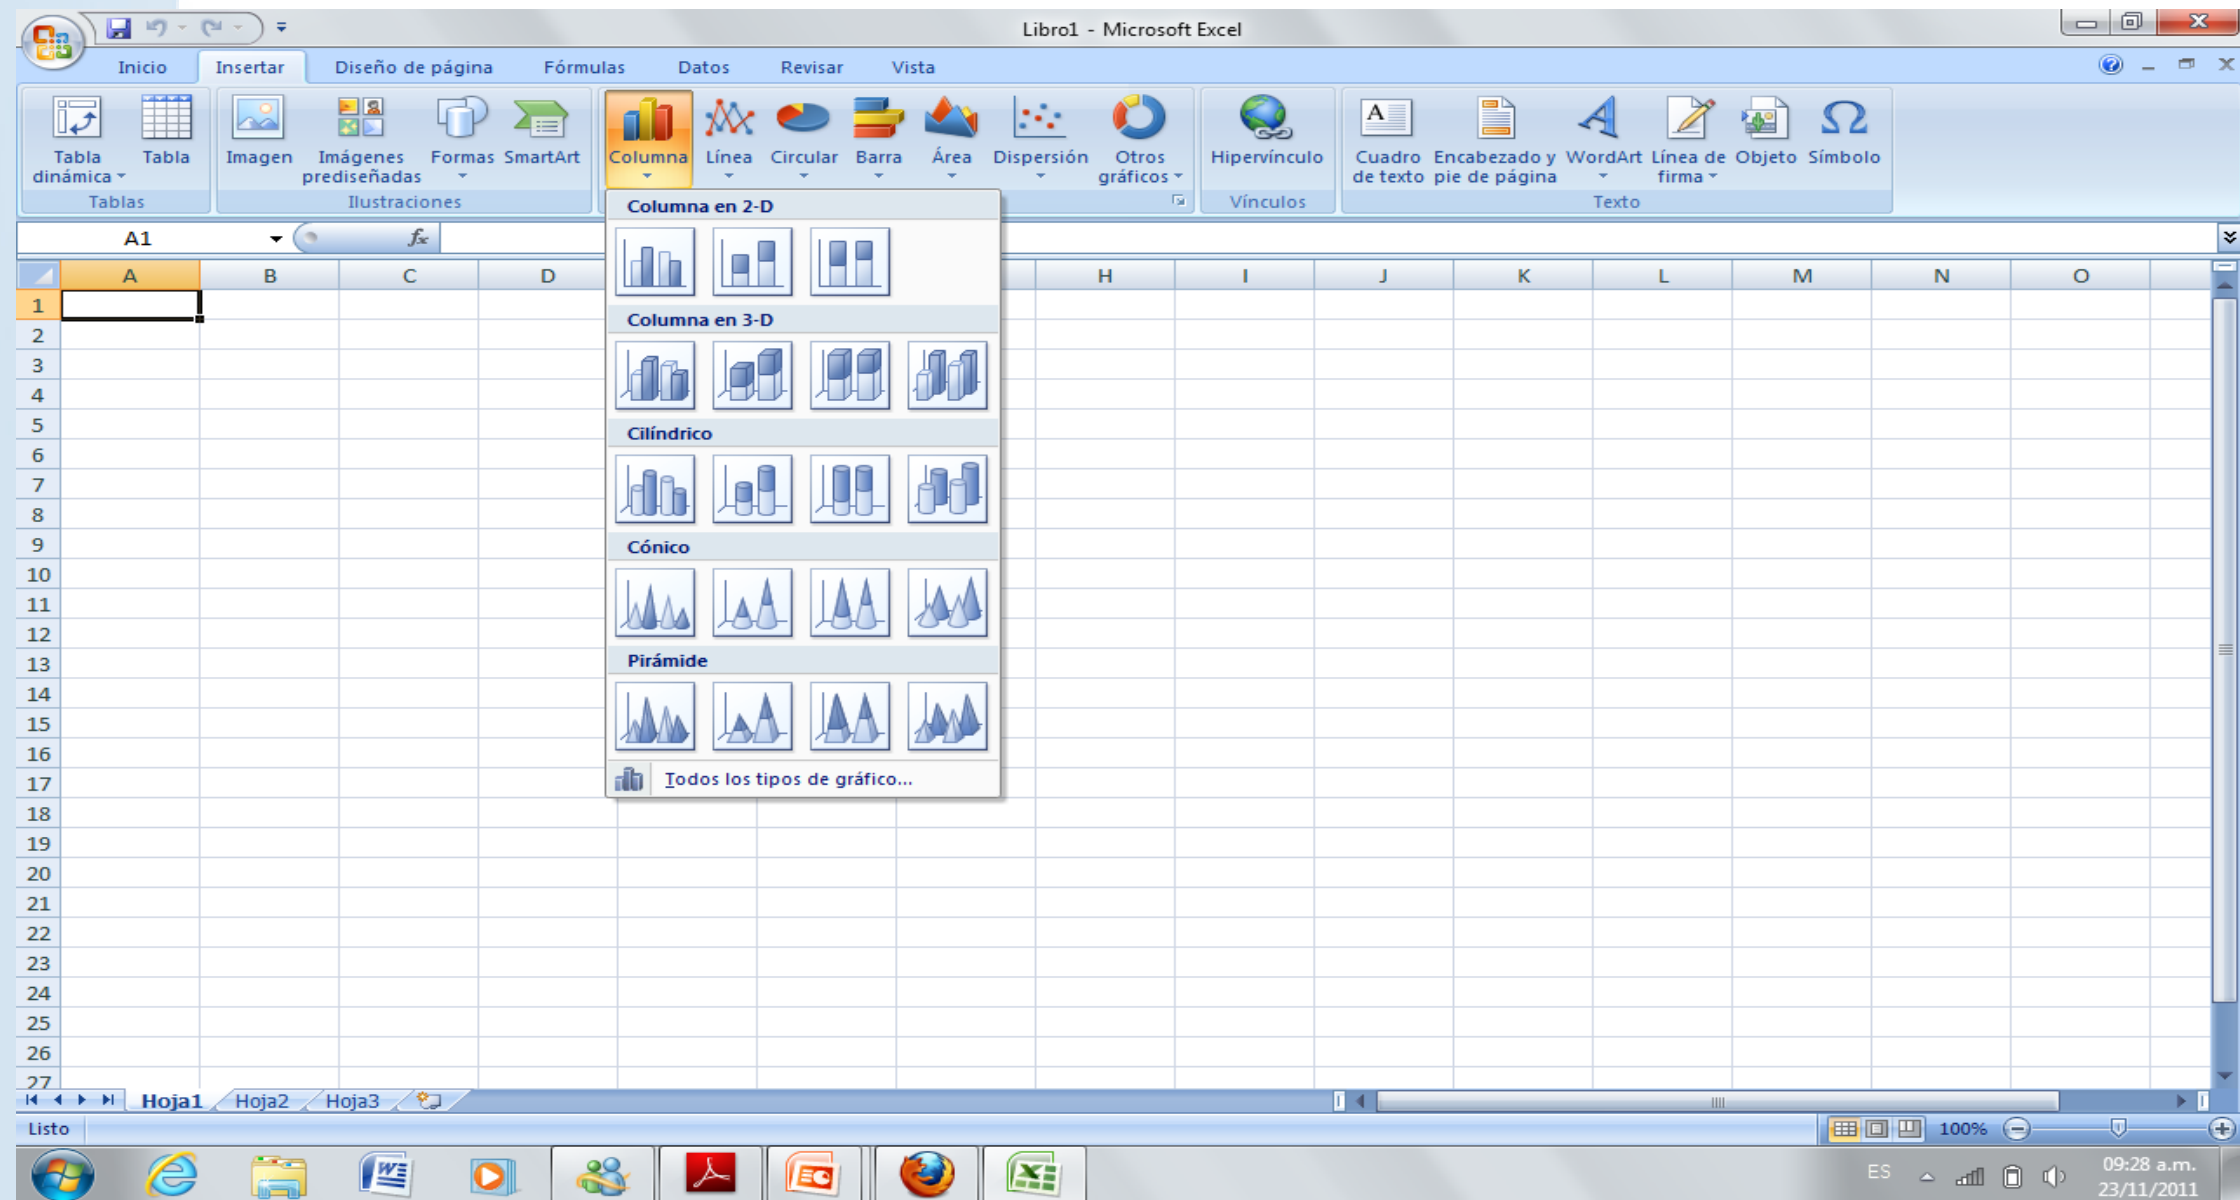 Libro1 - Microsoft Excel
Inicio Insertar Diseño de página Fórmulas Datos Revisar Vista
Tabla dinámica Tabla Imagen Imágenes prediseñadas Formas SmartArt Columna Línea Circular Barra Área Dispersión Otros gráficos Hipervínculo Cuadro de texto Encabezado y pie de página WordArt Línea de firma Objeto Símbolo
Tablas Ilustraciones Vínculos Texto
A1 fx
A B C D H I J K L M N O
Columna en 2-D
Columna en 3-D
Cilíndrico
Cónico
Pirámide
Todos los tipos de gráfico...
1
2
3
4
5
6
7
8
9
10
11
12
13
14
15
16
17
18
19
20
21
22
23
24
25
26
27
Hoja1 Hoja2 Hoja3
Listo 100%
ES 09:28 a.m.
23/11/2011